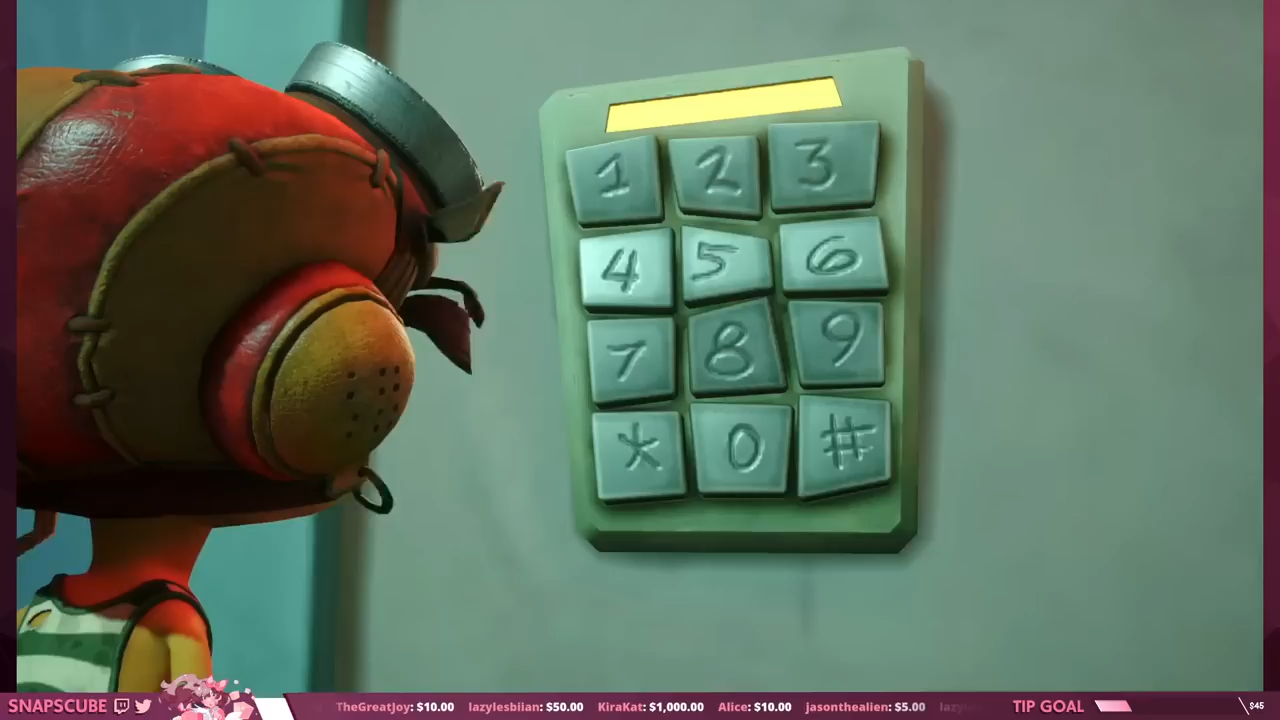 1 2 3
4 5 6
7 8 9
* 0 #
SNAPSCUBE TheGreatJoy: $10.00 lazylesbiian: $50.00 KiraKat: $1,000.00 Alice: $10.00 jasonthealien: $5.00 lazyle TIP GOAL $45